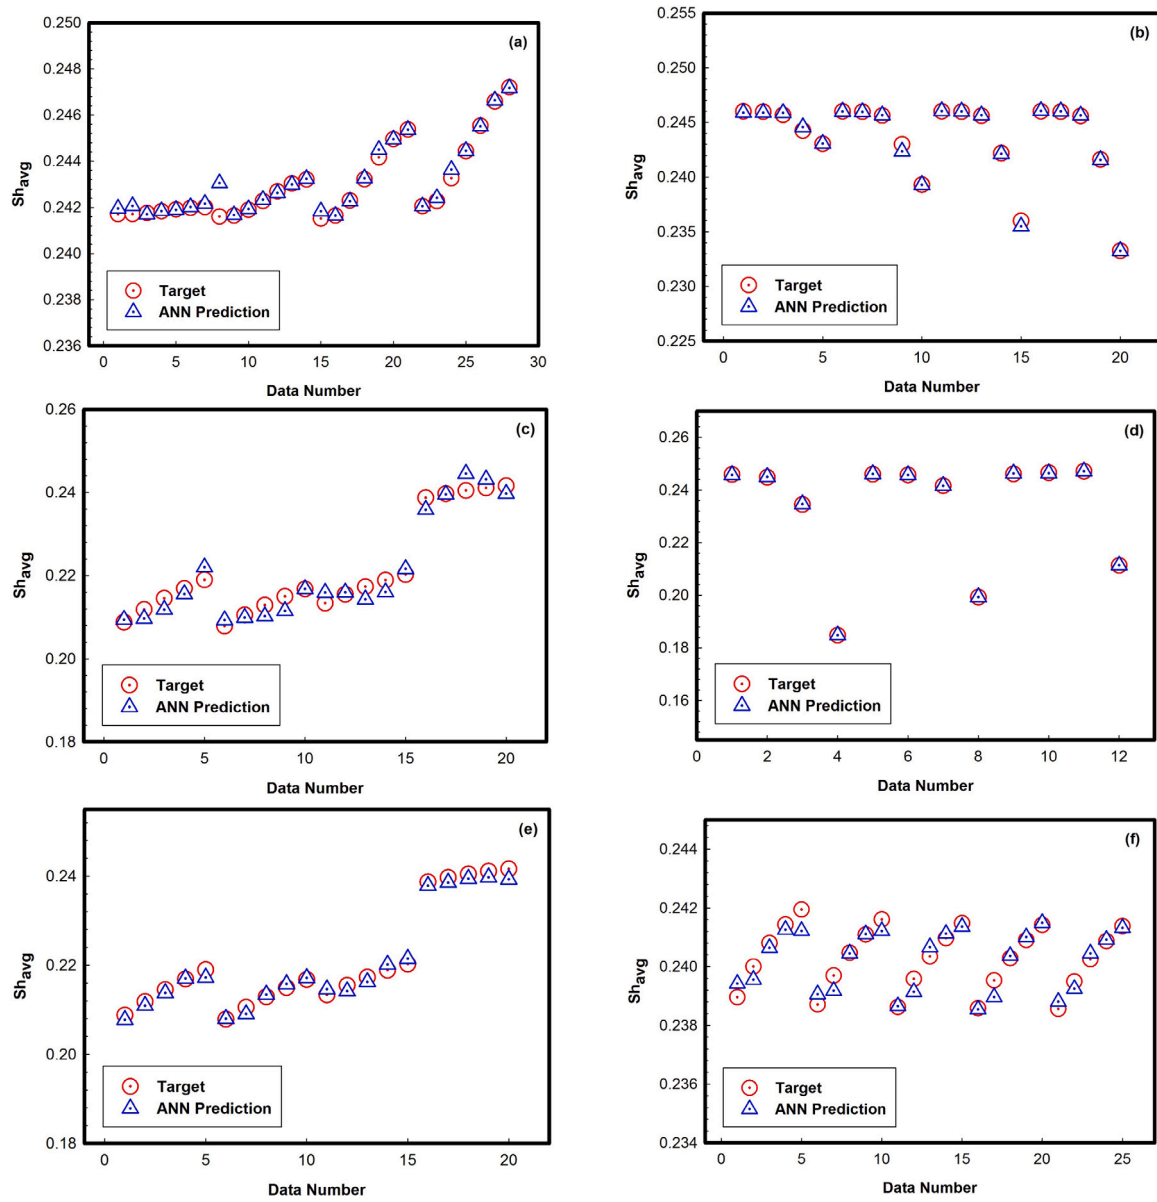 (a)
0.250
0.248
0.246
0.244
0.242
0.240
0.238
0.236
Sh_avg
Target
ANN Prediction
0 5 10 15 20 25 30
Data Number
(b)
0.255
0.250
0.245
0.240
0.235
0.230
0.225
Sh_avg
Target
ANN Prediction
0 5 10 15 20
Data Number
(c)
0.26
0.24
0.22
0.20
0.18
Sh_avg
Target
ANN Prediction
0 5 10 15 20
Data Number
(d)
0.26
0.24
0.22
0.20
0.18
0.16
Sh_avg
Target
ANN Prediction
0 2 4 6 8 10 12
Data Number
(e)
0.24
0.22
0.20
0.18
Sh_avg
Target
ANN Prediction
0 5 10 15 20
Data Number
(f)
0.244
0.242
0.240
0.238
0.236
0.234
Sh_avg
Target
ANN Prediction
0 5 10 15 20 25
Data Number